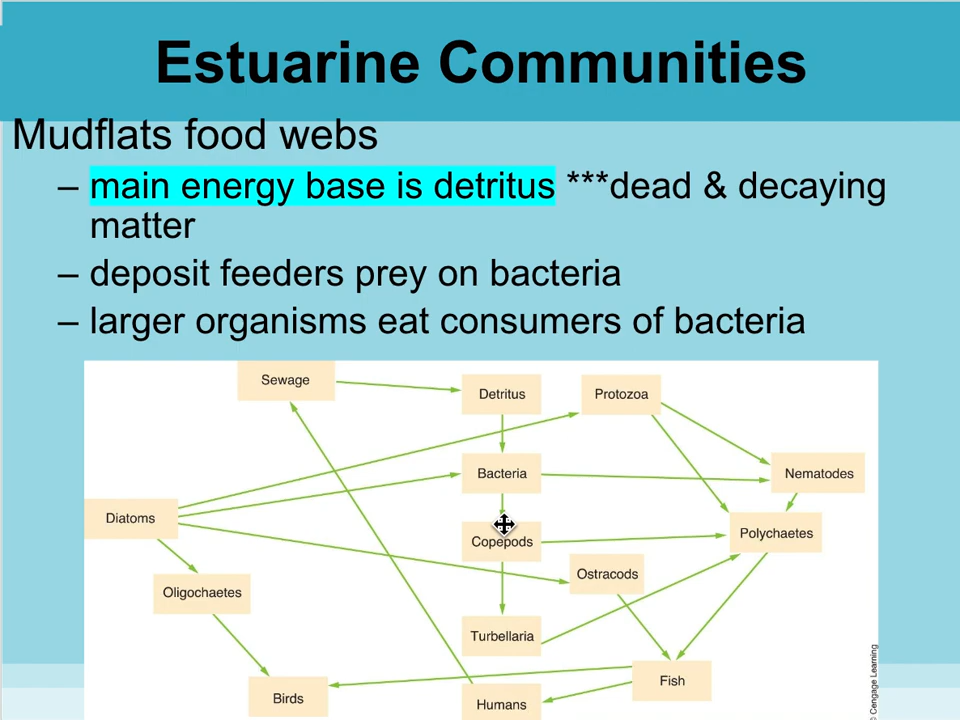 Estuarine Communities
Mudflats food webs
– main energy base is detritus ***dead & decaying
matter
– deposit feeders prey on bacteria
– larger organisms eat consumers of bacteria
Sewage
Detritus
Protozoa
Bacteria
Nematodes
Diatoms
Polychaetes
Copepods
Ostracods
Oligochaetes
Turbellaria
Fish
Birds
Humans
© Cengage Learning